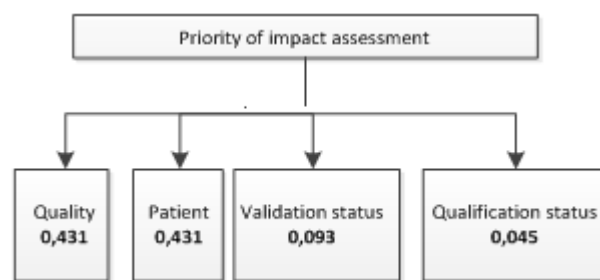 Priority of impact assessment
Quality
0,431
Patient
0,431
Validation status
0,093
Qualification status
0,045